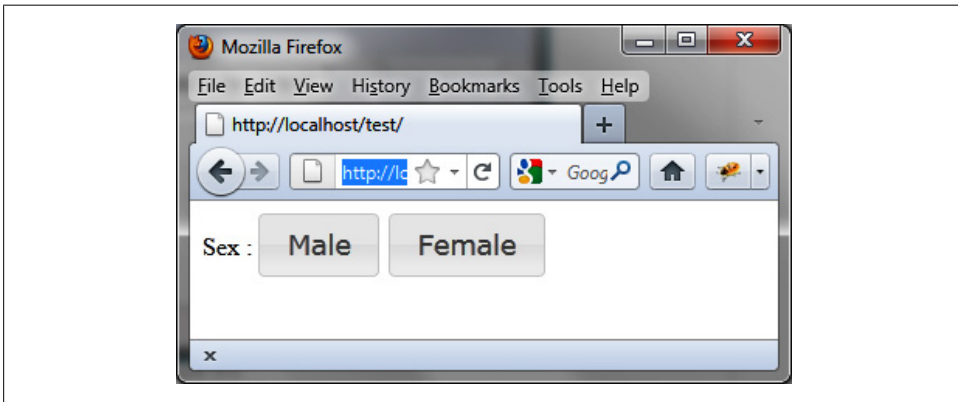 Mozilla Firefox
File Edit View History Bookmarks Tools Help
http://localhost/test/ +
http://lc Goog
Sex : Male Female
x